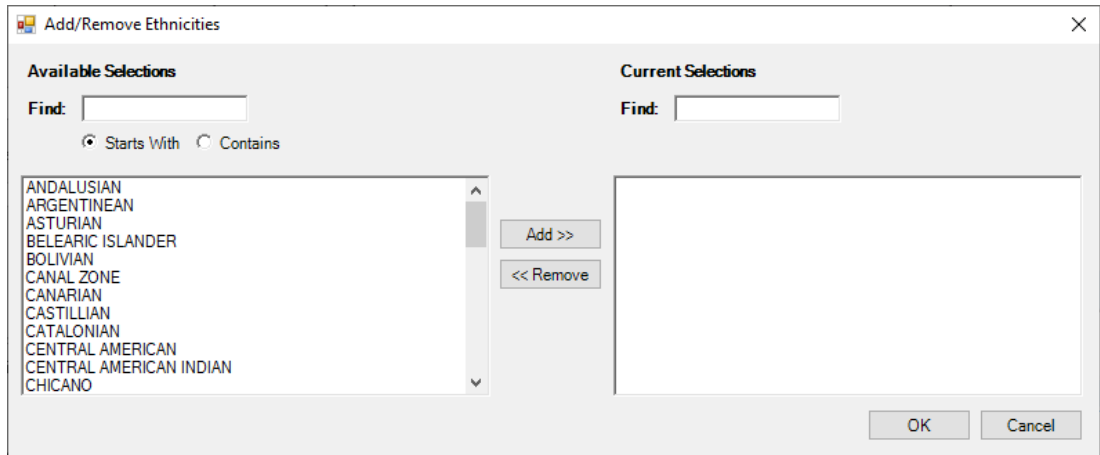 Add/Remove Ethnicities
Available Selections
Current Selections
Find:
Find:
Starts With
Contains
ANDALUSIAN
ARGENTINEAN
ASTURIAN
BELEARIC ISLANDER
BOLIVIAN
CANAL ZONE
CANARIAN
CASTILLIAN
CATALONIAN
CENTRAL AMERICAN
CENTRAL AMERICAN INDIAN
CHICANO
Add >>
<< Remove
OK
Cancel